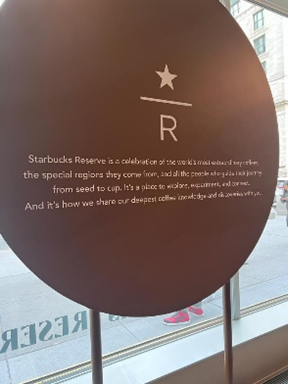 R
Starbucks Reserve is a celebration of the world's most extraordinary coffees,
the special regions they come from, and all the people who guide their journey
from seed to cup. It's a place to explore, experiment, and connect.
And it's how we share our deepest coffee knowledge and discoveries with you.
RESER